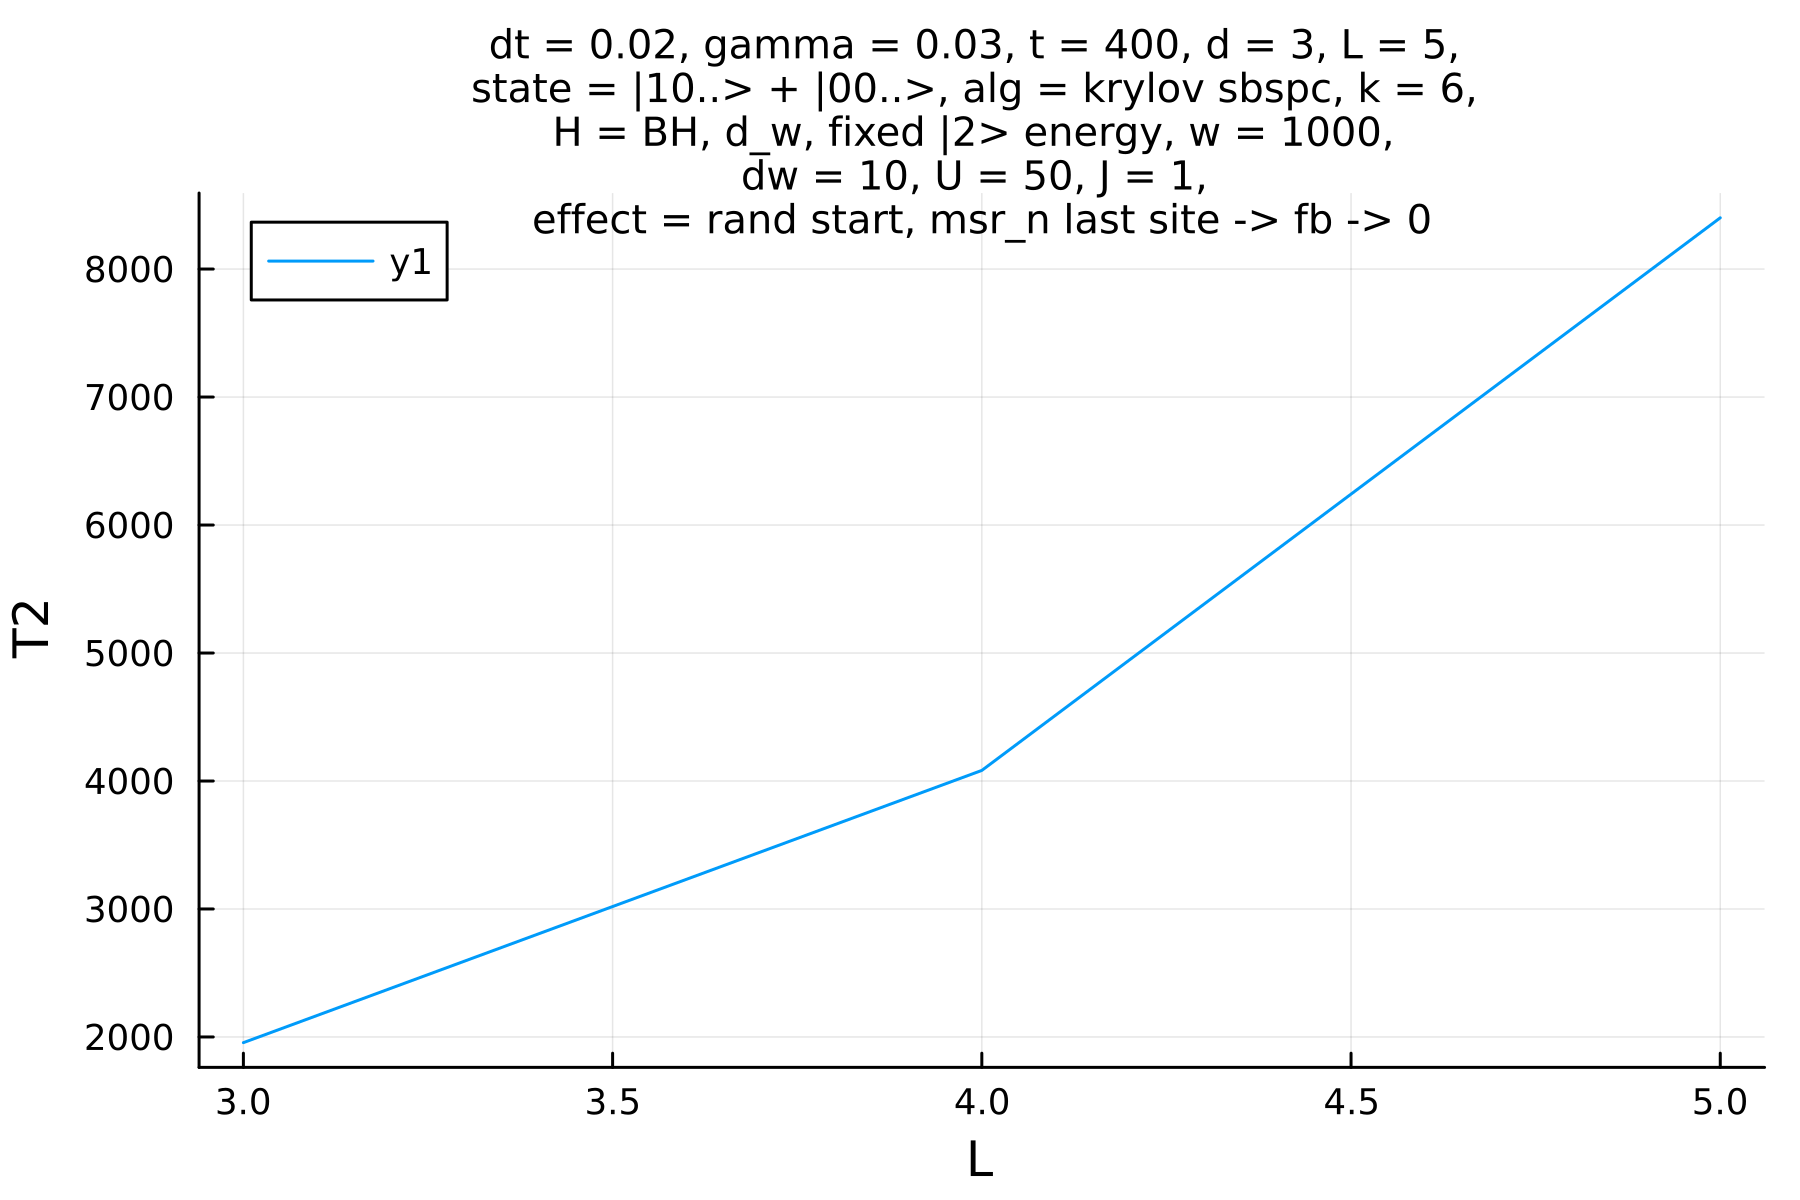 dt = 0.02, gamma = 0.03, t = 400, d = 3, L = 5,
state = |10..> + |00..>, alg = krylov sbspc, k = 6,
H = BH, d_w, fixed |2> energy, w = 1000,
dw = 10, U = 50, J = 1,
effect = rand start, msr_n last site -> fb -> 0
y1
8000
7000
6000
5000
4000
3000
2000
T2
3.0 3.5 4.0 4.5 5.0
L